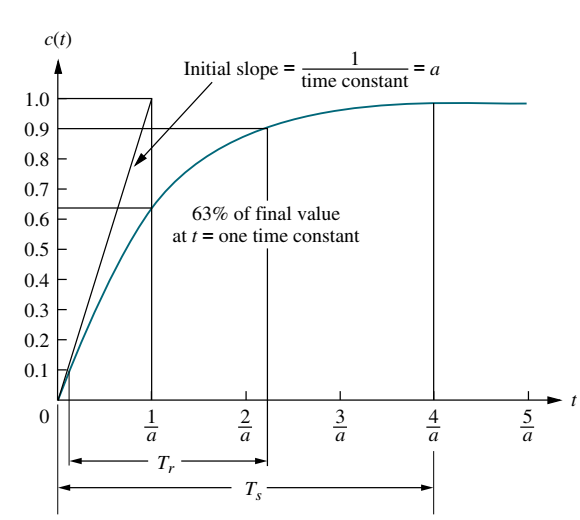 c(t)
Initial slope = 1/time constant = a
1.0
0.9
0.8
0.7
0.6
0.5
0.4
0.3
0.2
0.1
63% of final value
at t = one time constant
0
1/a
2/a
3/a
4/a
5/a
t
Tr
Ts